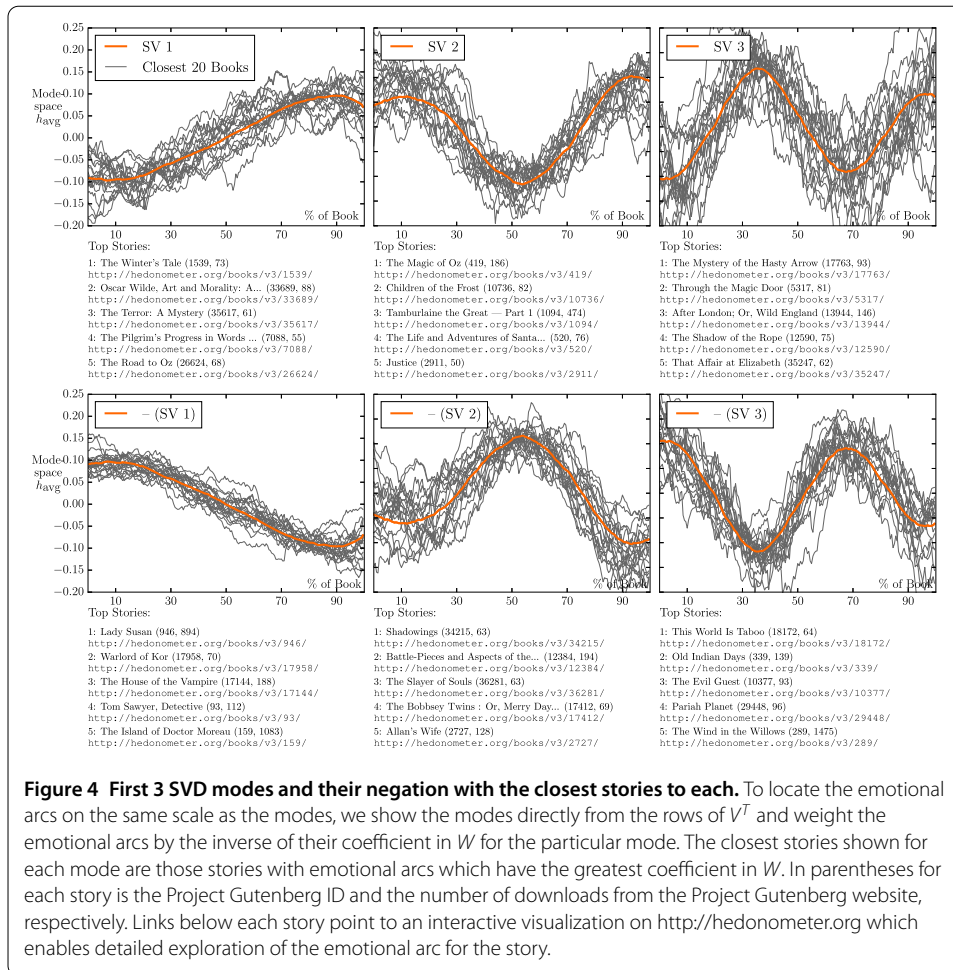 0.25
0.20
0.15
0.10
0.05
0.00
−0.05
−0.10
−0.15
−0.20
Mode-
space
havg
SV 1
Closest 20 Books
% of Book
10 30 50 70 90
SV 2
% of Book
10 30 50 70 90
SV 3
% of Book
10 30 50 70 90
Top Stories:
1: The Winter's Tale (1539, 73)
http://hedonometer.org/books/v3/1539/
2: Oscar Wilde, Art and Morality: A... (33689, 88)
http://hedonometer.org/books/v3/33689/
3: The Terror: A Mystery (35617, 61)
http://hedonometer.org/books/v3/35617/
4: The Pilgrim's Progress in Words ... (7088, 55)
http://hedonometer.org/books/v3/7088/
5: The Road to Oz (26624, 68)
http://hedonometer.org/books/v3/26624/
Top Stories:
1: The Magic of Oz (419, 186)
http://hedonometer.org/books/v3/419/
2: Children of the Frost (10736, 82)
http://hedonometer.org/books/v3/10736/
3: Tamburlaine the Great — Part 1 (1094, 474)
http://hedonometer.org/books/v3/1094/
4: The Life and Adventures of Santa... (520, 76)
http://hedonometer.org/books/v3/520/
5: Justice (2911, 50)
http://hedonometer.org/books/v3/2911/
Top Stories:
1: The Mystery of the Hasty Arrow (17763, 93)
http://hedonometer.org/books/v3/17763/
2: Through the Magic Door (5317, 81)
http://hedonometer.org/books/v3/5317/
3: After London; Or, Wild England (13944, 146)
http://hedonometer.org/books/v3/13944/
4: The Shadow of the Rope (12590, 75)
http://hedonometer.org/books/v3/12590/
5: That Affair at Elizabeth (35247, 62)
http://hedonometer.org/books/v3/35247/
0.25
0.20
0.15
0.10
0.05
0.00
−0.05
−0.10
−0.15
−0.20
Mode-
space
havg
– (SV 1)
% of Book
10 30 50 70 90
– (SV 2)
% of Book
10 30 50 70 90
– (SV 3)
% of Book
10 30 50 70 90
Top Stories:
1: Lady Susan (946, 894)
http://hedonometer.org/books/v3/946/
2: Warlord of Kor (17958, 70)
http://hedonometer.org/books/v3/17958/
3: The House of the Vampire (17144, 188)
http://hedonometer.org/books/v3/17144/
4: Tom Sawyer, Detective (93, 112)
http://hedonometer.org/books/v3/93/
5: The Island of Doctor Moreau (159, 1083)
http://hedonometer.org/books/v3/159/
Top Stories:
1: Shadowings (34215, 63)
http://hedonometer.org/books/v3/34215/
2: Battle-Pieces and Aspects of the... (12384, 194)
http://hedonometer.org/books/v3/12384/
3: The Slayer of Souls (36281, 63)
http://hedonometer.org/books/v3/36281/
4: The Bobbsey Twins : Or, Merry Day... (17412, 69)
http://hedonometer.org/books/v3/17412/
5: Allan's Wife (2727, 128)
http://hedonometer.org/books/v3/2727/
Top Stories:
1: This World Is Taboo (18172, 64)
http://hedonometer.org/books/v3/18172/
2: Old Indian Days (339, 139)
http://hedonometer.org/books/v3/339/
3: The Evil Guest (10377, 93)
http://hedonometer.org/books/v3/10377/
4: Pariah Planet (29448, 96)
http://hedonometer.org/books/v3/29448/
5: The Wind in the Willows (289, 1475)
http://hedonometer.org/books/v3/289/
Figure 4 First 3 SVD modes and their negation with the closest stories to each. To locate the emotional
arcs on the same scale as the modes, we show the modes directly from the rows of V^T and weight the
emotional arcs by the inverse of their coefficient in W for the particular mode. The closest stories shown for
each mode are those stories with emotional arcs which have the greatest coefficient in W. In parentheses for
each story is the Project Gutenberg ID and the number of downloads from the Project Gutenberg website,
respectively. Links below each story point to an interactive visualization on http://hedonometer.org which
enables detailed exploration of the emotional arc for the story.